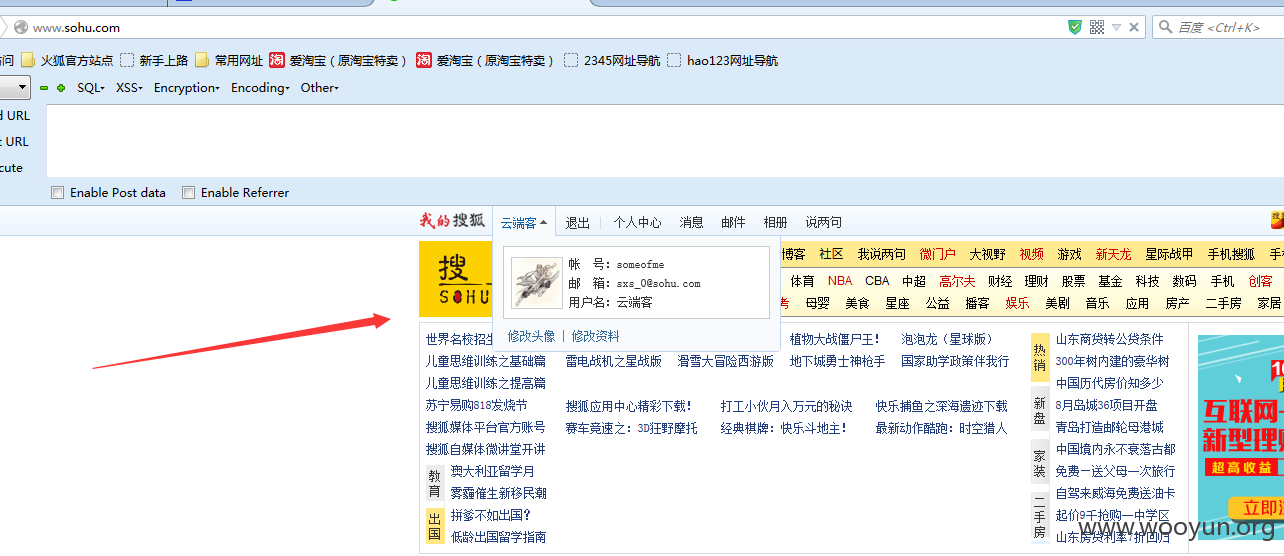 www.sohu.com
百度 <Ctrl+K>
火狐官方站点 新手上路 常用网址 爱淘宝（原淘宝特卖） 爱淘宝（原淘宝特卖） 2345网址导航 hao123网址导航
SQL XSS Encryption Encoding Other
URL
URL
Enable Post data Enable Referrer
我的搜狐 云端客 退出 个人中心 消息 邮件 相册 说两句
搜
SOHU
帐 号: someofme
邮 箱: sxs_0@sohu.com
用户名: 云端客
修改头像 | 修改资料
博客 社区 我说两句 微门户 大视野 视频 游戏 新天龙 星际战甲 手机搜狐
体育 NBA CBA 中超 高尔夫 财经 理财 股票 基金 科技 数码 手机 创客
母婴 美食 星座 公益 播客 娱乐 美剧 音乐 应用 房产 二手房 家居
世界名校招生 植物大战僵尸王！ 泡泡龙（星球版）
儿童思维训练之基础篇 雷电战机之星战版 滑雪大冒险西游版 地下城勇士神枪手 国家助学政策伴我行
儿童思维训练之提高篇
苏宁易购818发烧节 搜狐应用中心精彩下载！ 打工小伙月入万元的秘诀 快乐捕鱼之深海遗迹下载
搜狐媒体平台官方账号 赛车竞速之：3D狂野摩托 经典棋牌：快乐斗地主！ 最新动作酷跑：时空猎人
搜狐自媒体微讲堂开讲
教育
澳大利亚留学月
雾霾催生新移民潮
出国
拼爹不如出国？
低龄出国留学指南
热销
山东商贷转公贷条件
300年树内建的豪华树
中国历代房价知多少
新盘
8月岛城36项目开盘
青岛打造邮轮母港城
家装
中国境内永不衰落古都
免费一送父母一次旅行
二手房
自驾来威海免费送油卡
起价9千抢购一中学区
山东房贷利率7折回归
互联网
新型理
超高收益
立即
www.wooyun.org